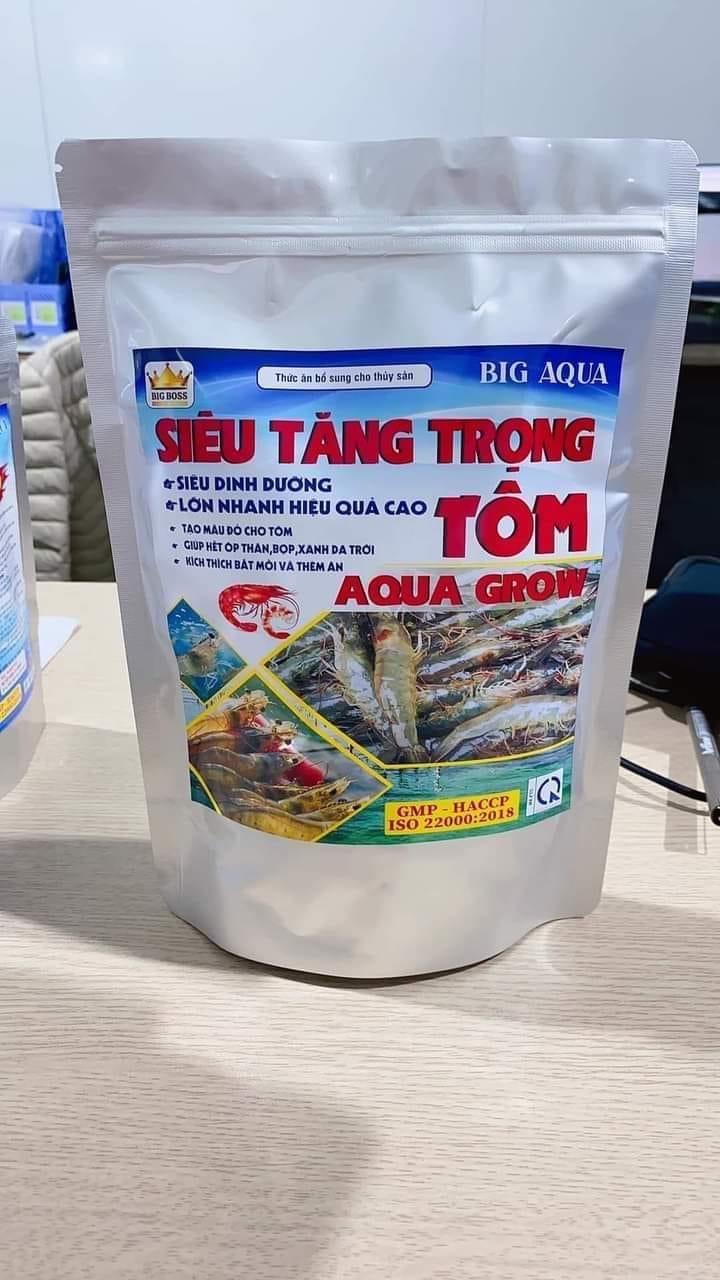 BIG BOSS
Thức ăn bổ sung cho thủy sản
BIG AQUA
SIÊU TĂNG TRỌNG
SIÊU DINH DƯỠNG
LỚN NHANH HIỆU QUẢ CAO
TÔM
TẠO MÀU ĐỎ CHO TÔM
GIÚP HẾT ỐP THÂN,BỌP,XANH DA TRỜI
KÍCH THÍCH BẮT MỒI VÀ THÈM ĂN
AQUA GROW
GMP - HACCP
ISO 22000:2018